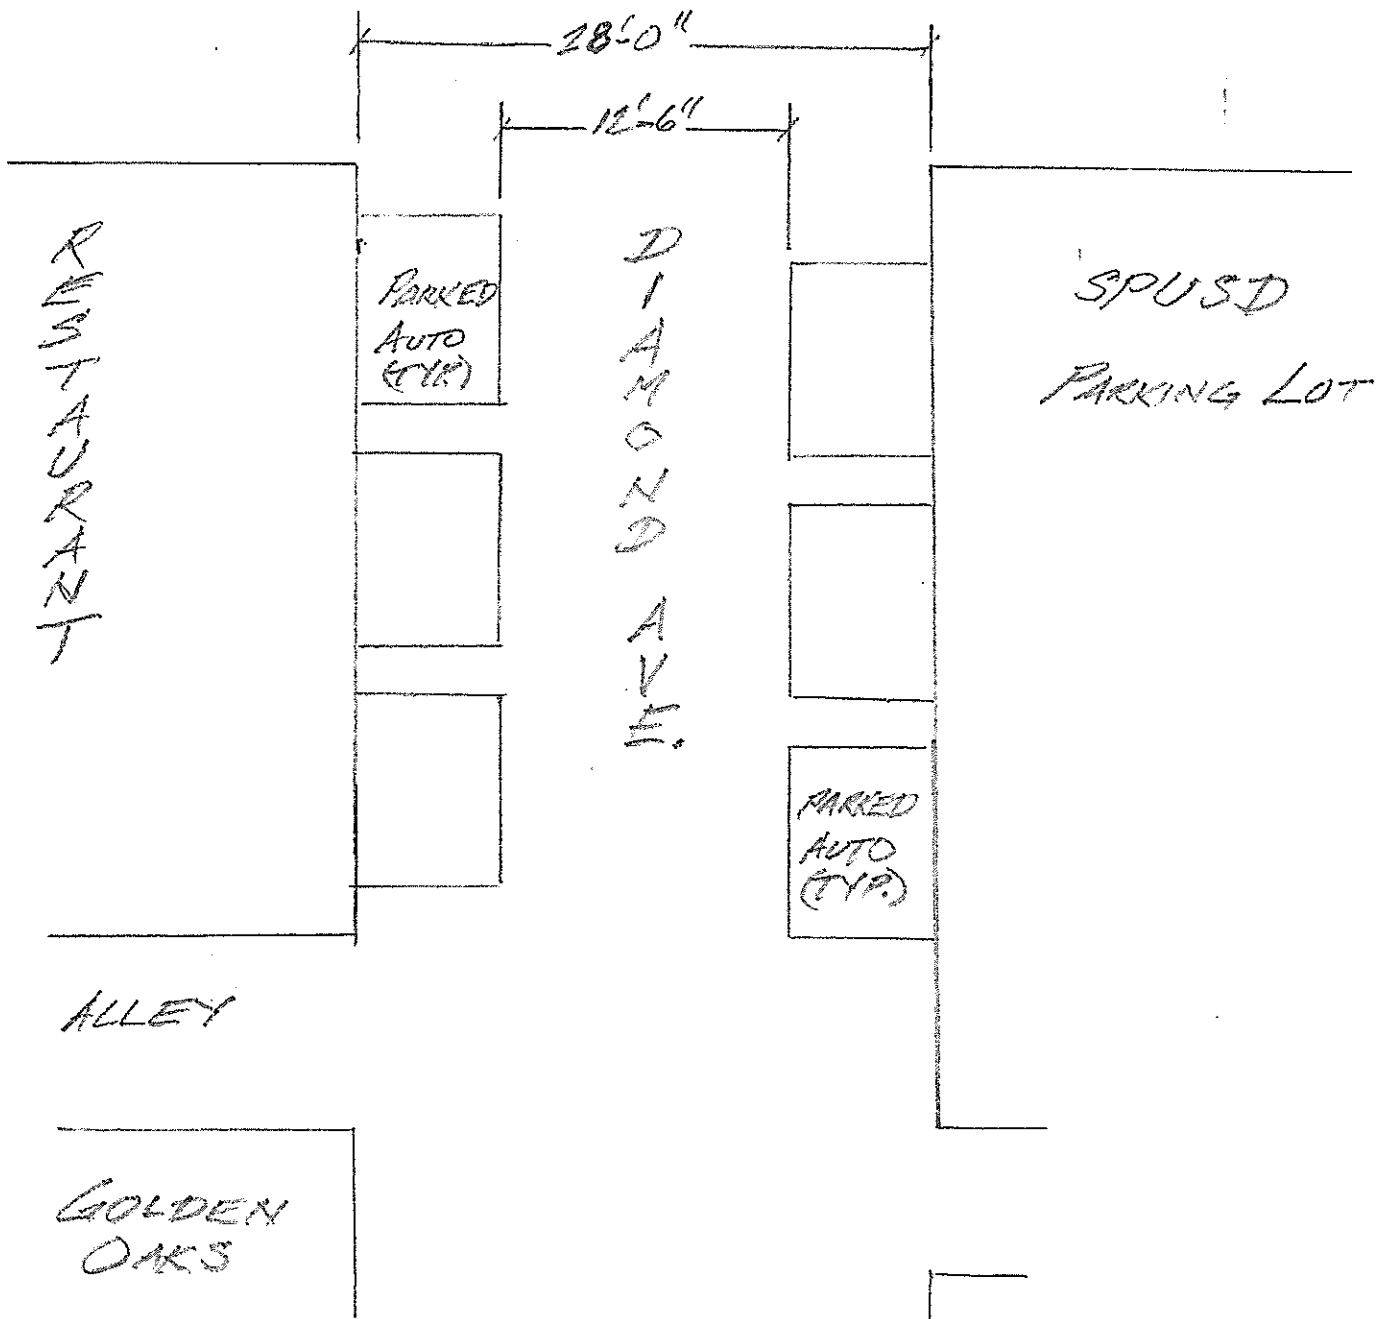 28'-0"
12'-6"
RESTAURANT
PARKED
AUTO
(TYP.)
DIAMOND AVE.
SPUSD
PARKING LOT
PARKED
AUTO
(TYP.)
ALLEY
GOLDEN
OAKS